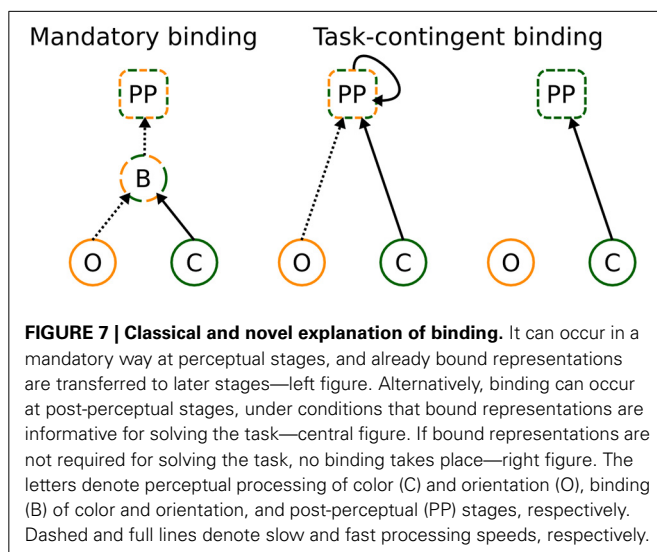 Mandatory binding Task-contingent binding
PP PP PP
B
O C O C O C
FIGURE 7 | Classical and novel explanation of binding. It can occur in a
mandatory way at perceptual stages, and already bound representations
are transferred to later stages—left figure. Alternatively, binding can occur
at post-perceptual stages, under conditions that bound representations are
informative for solving the task—central figure. If bound representations are
not required for solving the task, no binding takes place—right figure. The
letters denote perceptual processing of color (C) and orientation (O), binding
(B) of color and orientation, and post-perceptual (PP) stages, respectively.
Dashed and full lines denote slow and fast processing speeds, respectively.